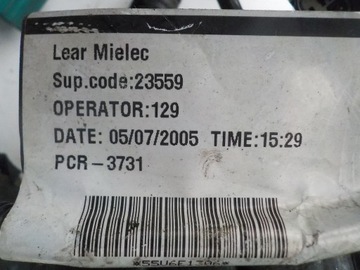 Lear Mielec
Sup.code:23559
OPERATOR:129
DATE: 05/07/2005 TIME:15:29
PCR-3731